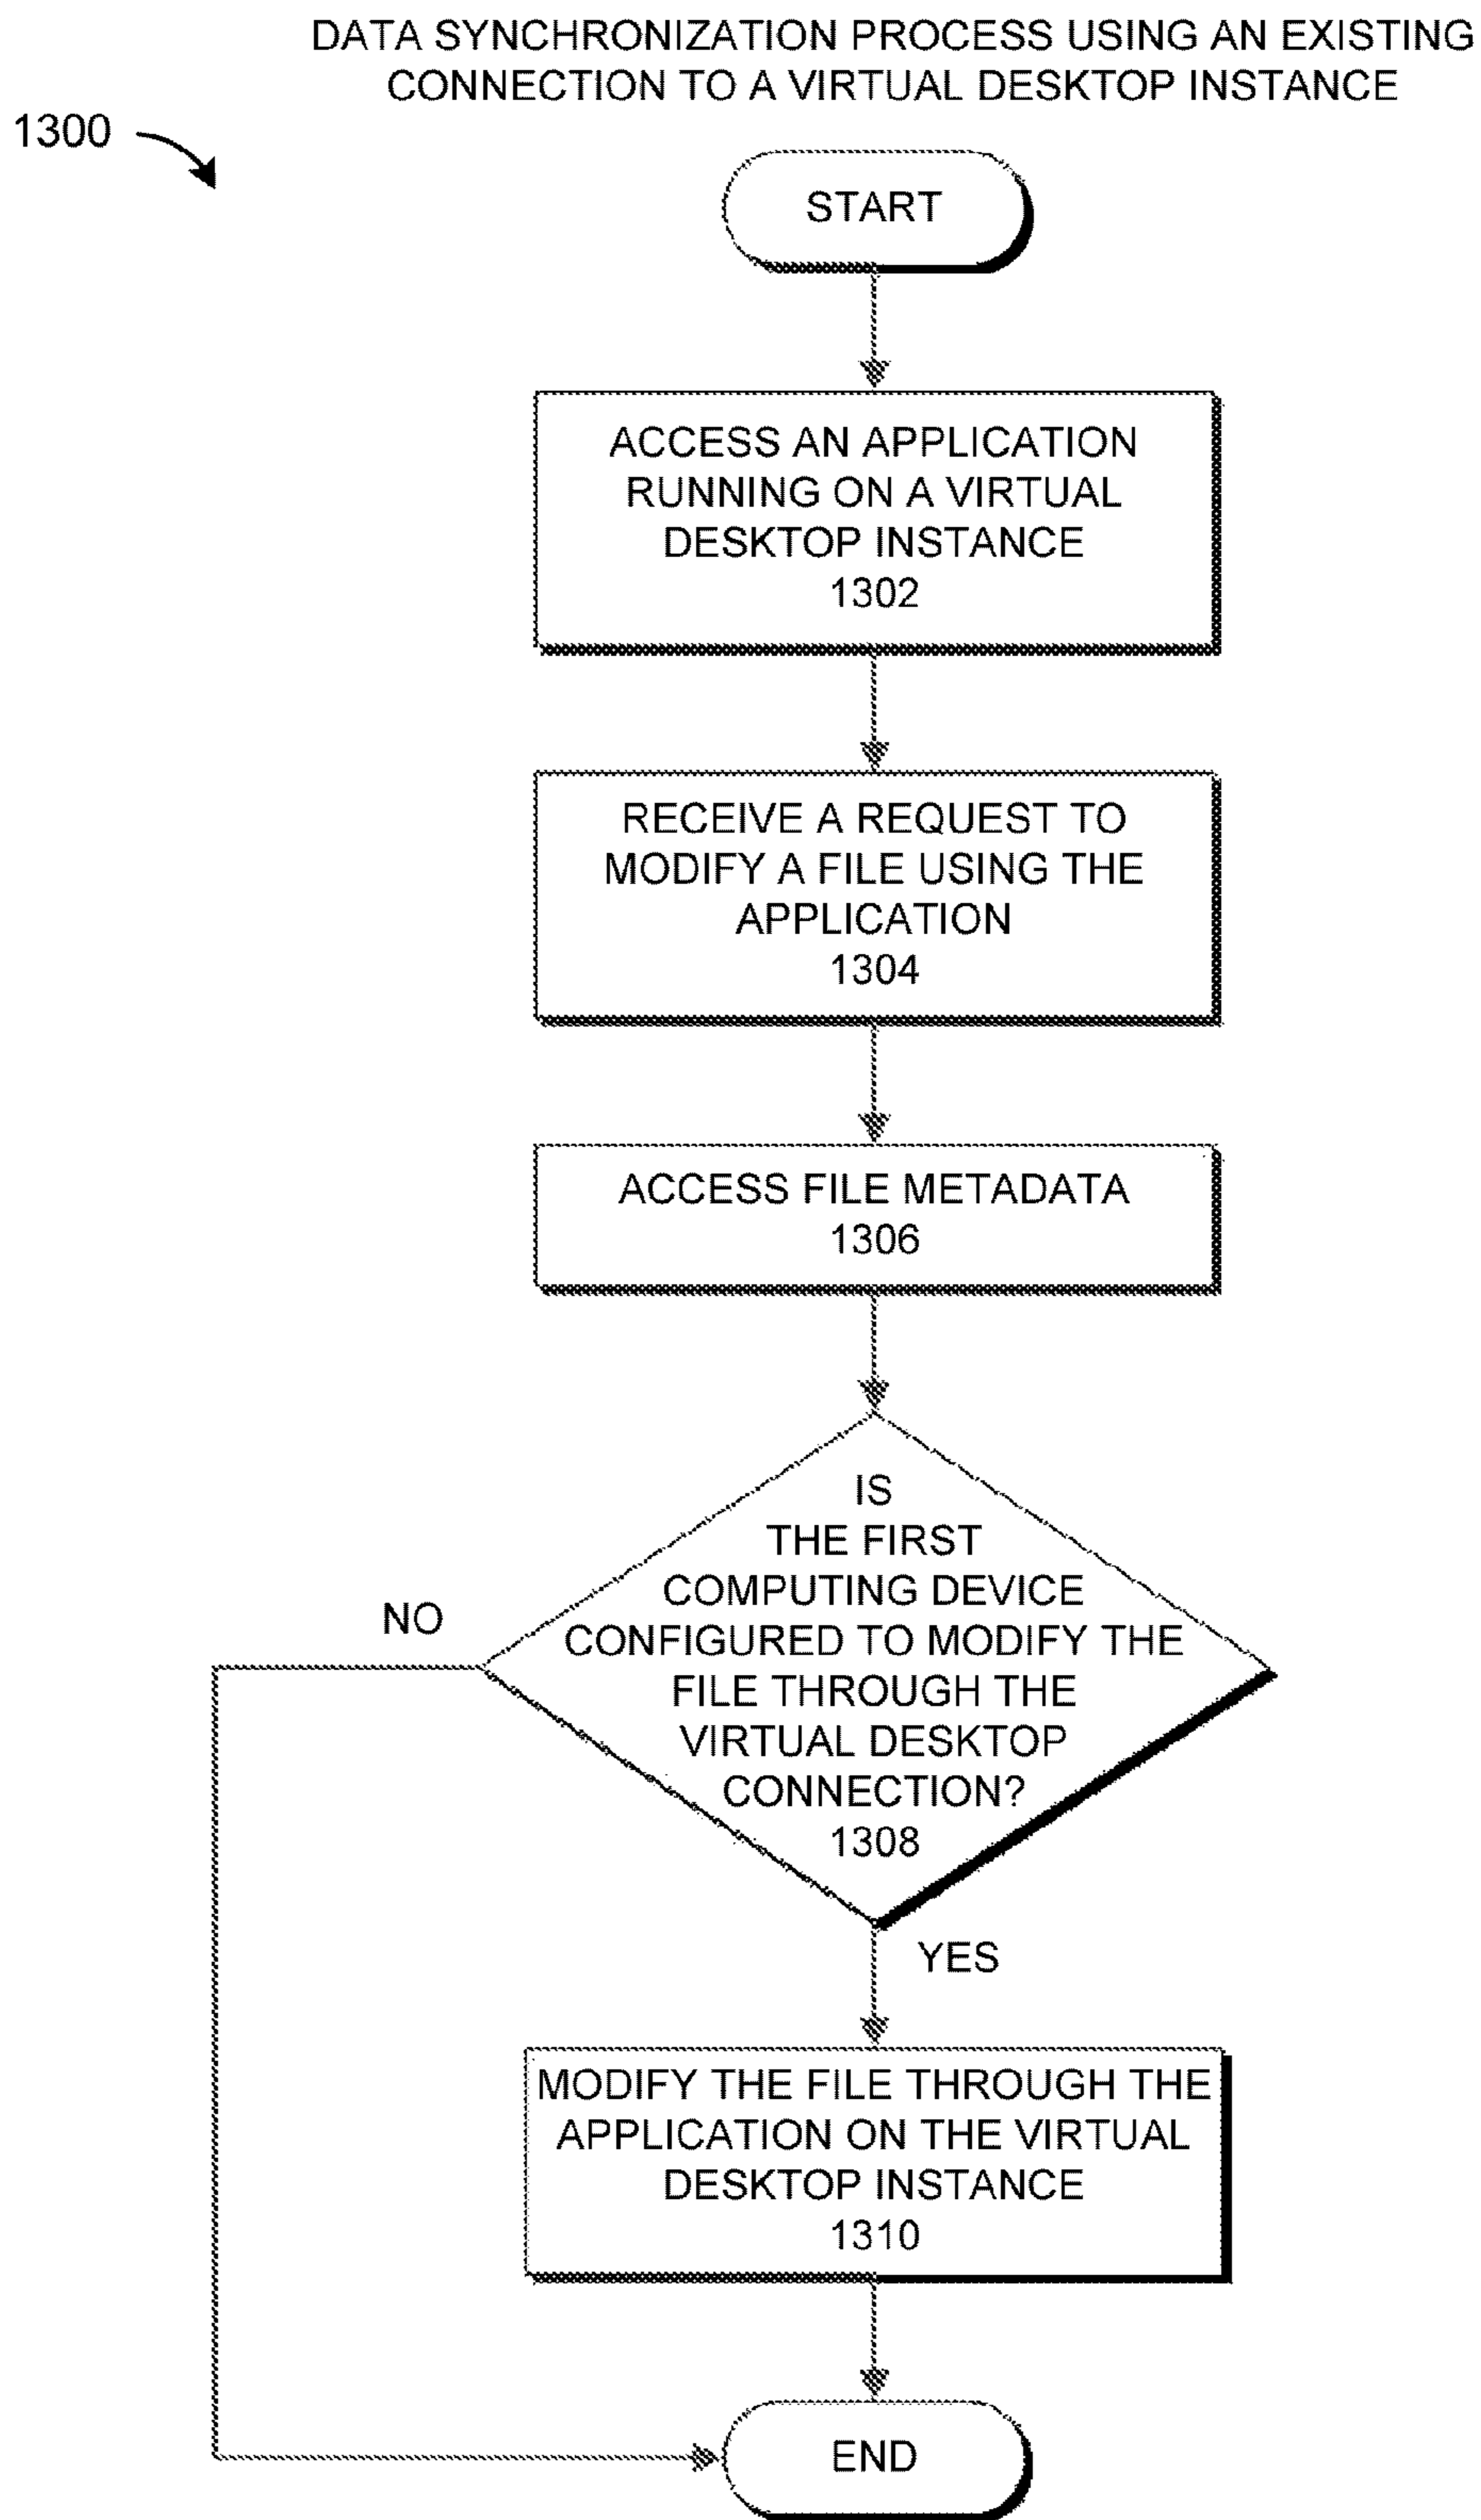 DATA SYNCHRONIZATION PROCESS USING AN EXISTING
CONNECTION TO A VIRTUAL DESKTOP INSTANCE
1300
START
ACCESS AN APPLICATION
RUNNING ON A VIRTUAL
DESKTOP INSTANCE
1302
RECEIVE A REQUEST TO
MODIFY A FILE USING THE
APPLICATION
1304
ACCESS FILE METADATA
1306
IS
THE FIRST
COMPUTING DEVICE
CONFIGURED TO MODIFY THE
FILE THROUGH THE
VIRTUAL DESKTOP
CONNECTION?
1308
NO
YES
MODIFY THE FILE THROUGH THE
APPLICATION ON THE VIRTUAL
DESKTOP INSTANCE
1310
END